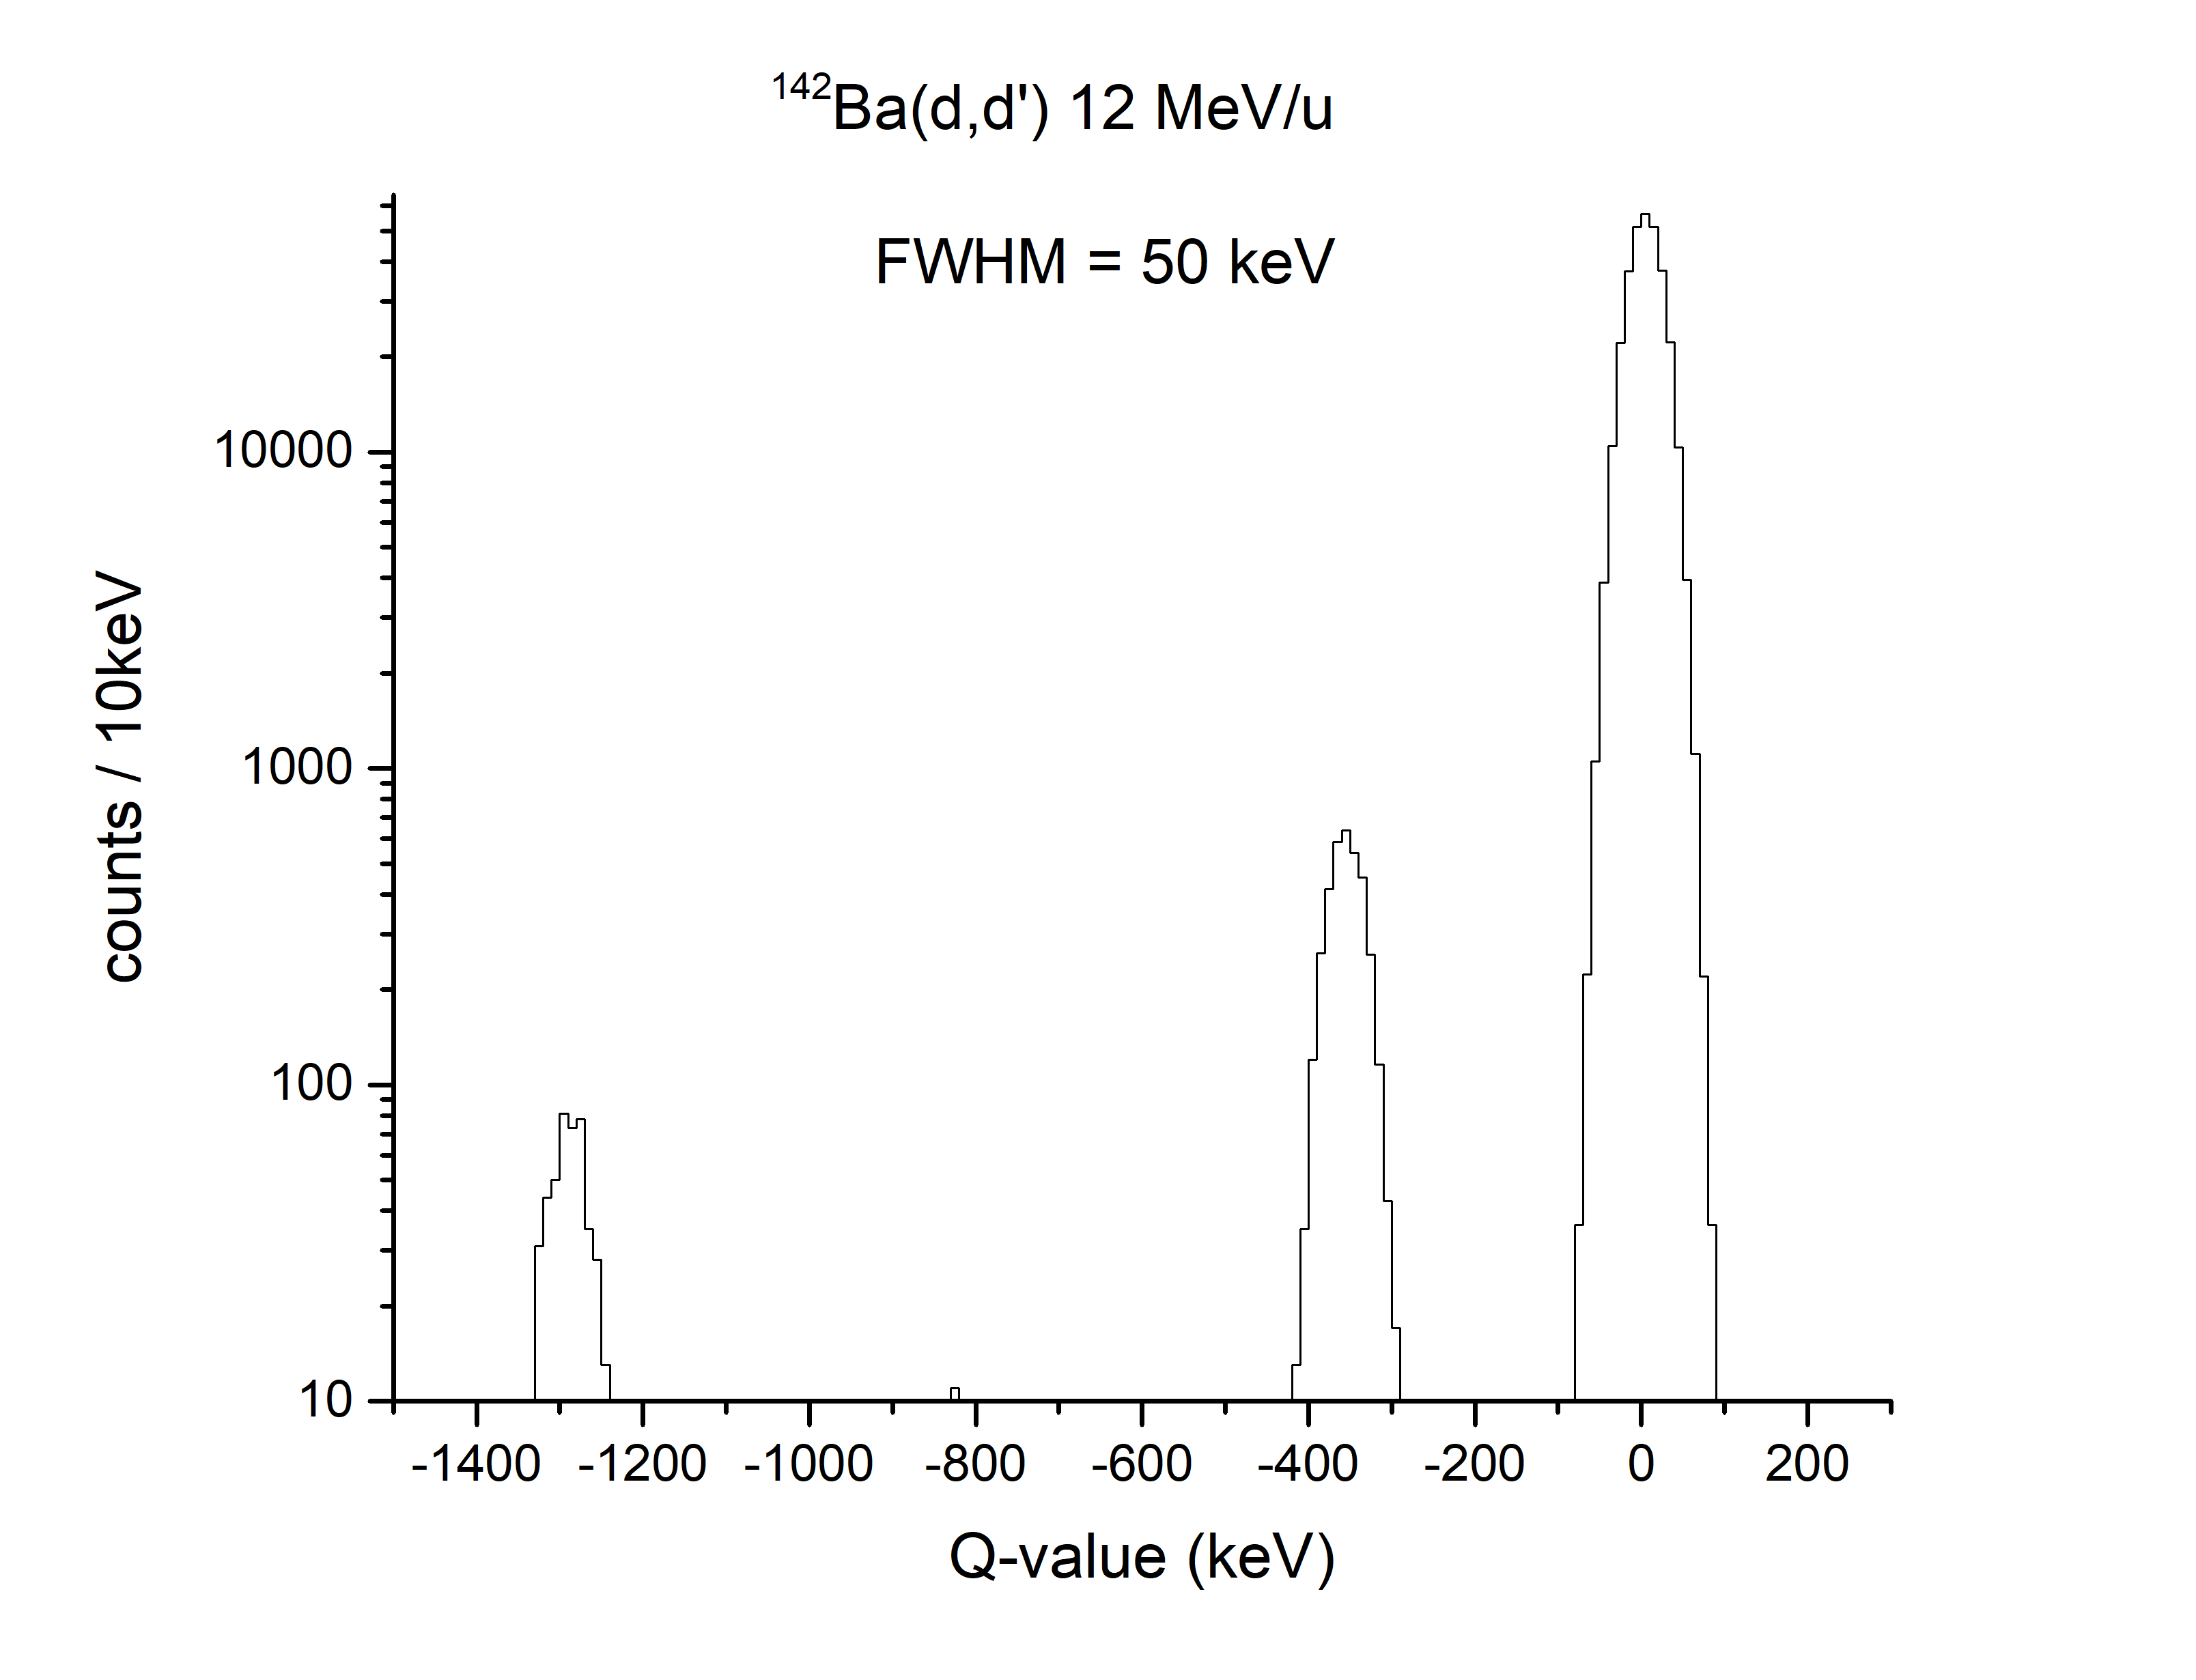 ¹⁴²Ba(d,d') 12 MeV/u
FWHM = 50 keV
counts / 10keV
10000
1000
100
10
-1400 -1200 -1000 -800 -600 -400 -200 0 200
Q-value (keV)